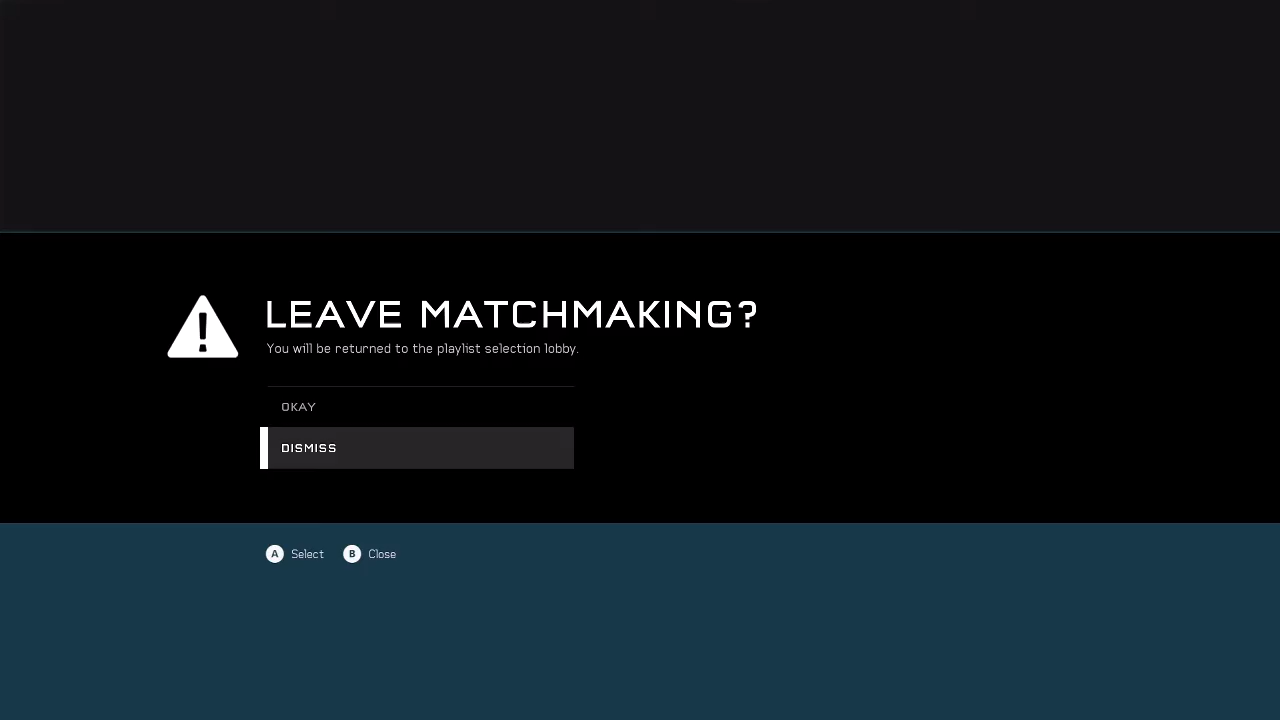 LEAVE MATCHMAKING?
You will be returned to the playlist selection lobby.
OKAY
DISMISS
A Select B Close